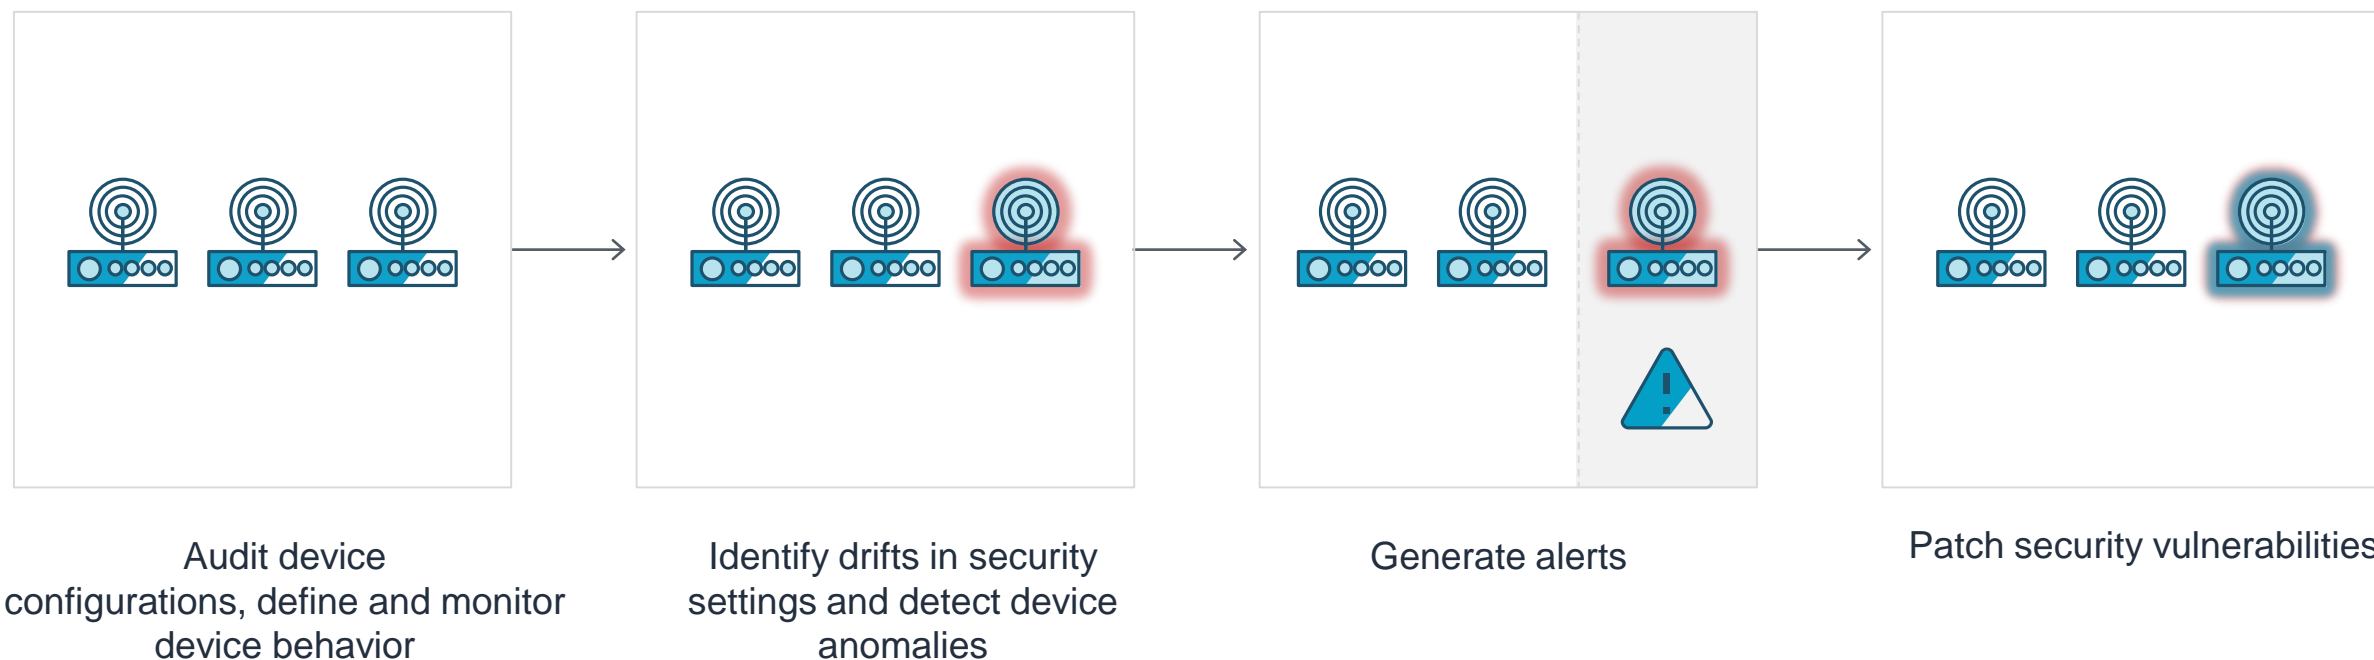 Audit device
configurations, define and monitor
device behavior
Identify drifts in security
settings and detect device
anomalies
Generate alerts
Patch security vulnerabilities